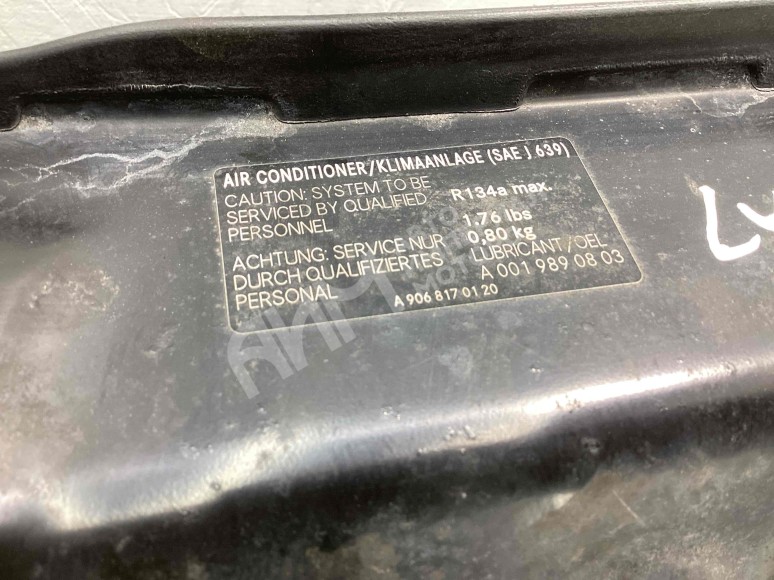 AIR CONDITIONER/KLIMAANLAGE (SAE J 639)
CAUTION: SYSTEM TO BE
SERVICED BY QUALIFIED
PERSONNEL
R134a max.
1.76 lbs
0,80 kg
ACHTUNG: SERVICE NUR
DURCH QUALIFIZIERTES
PERSONAL
LUBRICANT/OEL
A 001 989 08 03
A 906 817 01 20